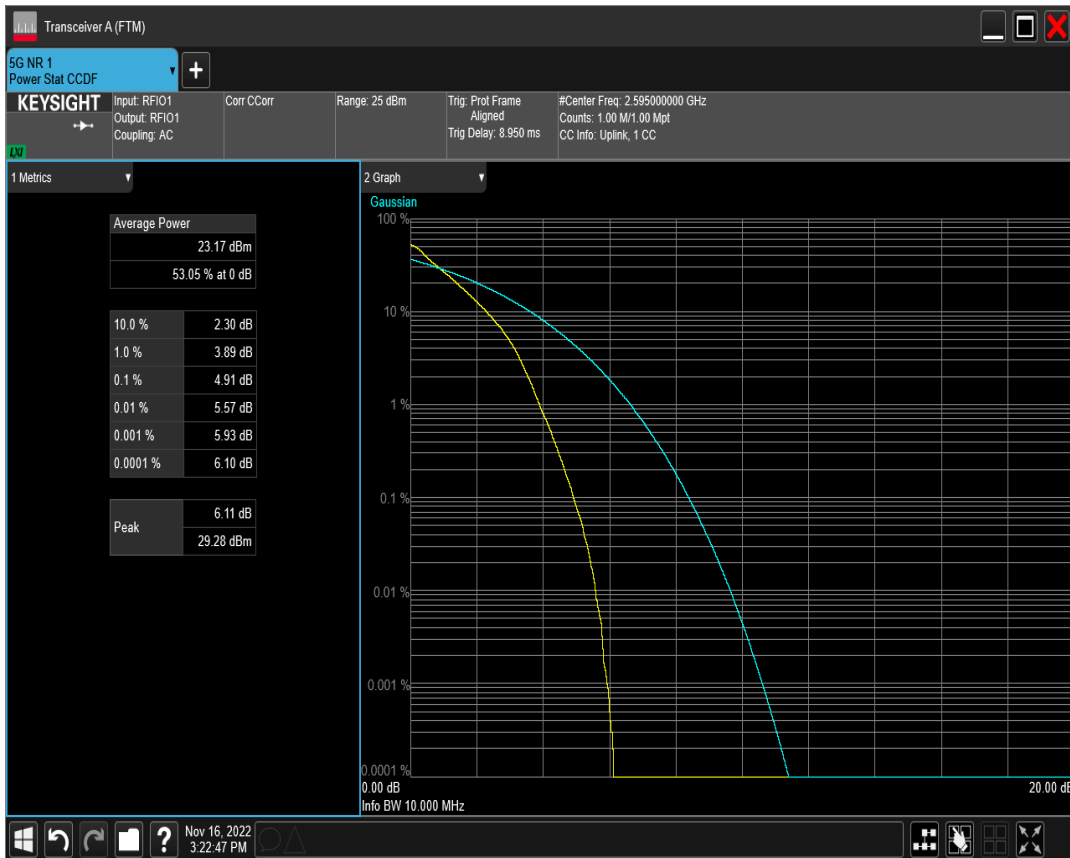 Transceiver A (FTM)
5G NR 1
Power Stat CCDF
+
KEYSIGHT
LXI
Input: RFIO1
Output: RFIO1
Coupling: AC
Corr CCorr
Range: 25 dBm
Trig: Prot Frame
Aligned
Trig Delay: 8.950 ms
#Center Freq: 2.595000000 GHz
Counts: 1.00 M/1.00 Mpt
CC Info: Uplink, 1 CC
1 Metrics
Average Power
23.17 dBm
53.05 % at 0 dB
10.0 % 2.30 dB
1.0 % 3.89 dB
0.1 % 4.91 dB
0.01 % 5.57 dB
0.001 % 5.93 dB
0.0001 % 6.10 dB
Peak
6.11 dB
29.28 dBm
2 Graph
Gaussian
100 %
10 %
1 %
0.1 %
0.01 %
0.001 %
0.0001 %
0.00 dB 20.00 dB
Info BW 10.000 MHz
?
Nov 16, 2022
3:22:47 PM